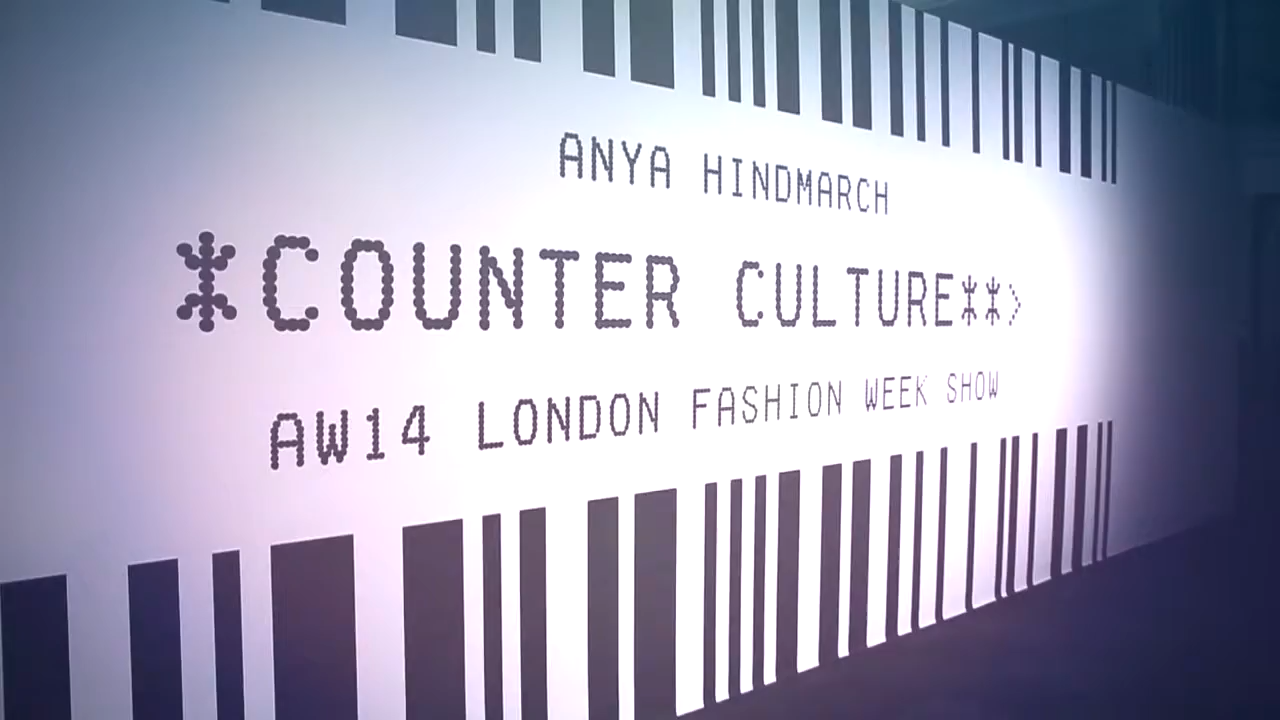 ANYA HINDMARCH
*COUNTER CULTURE**>
AW14 LONDON FASHION WEEK SHOW